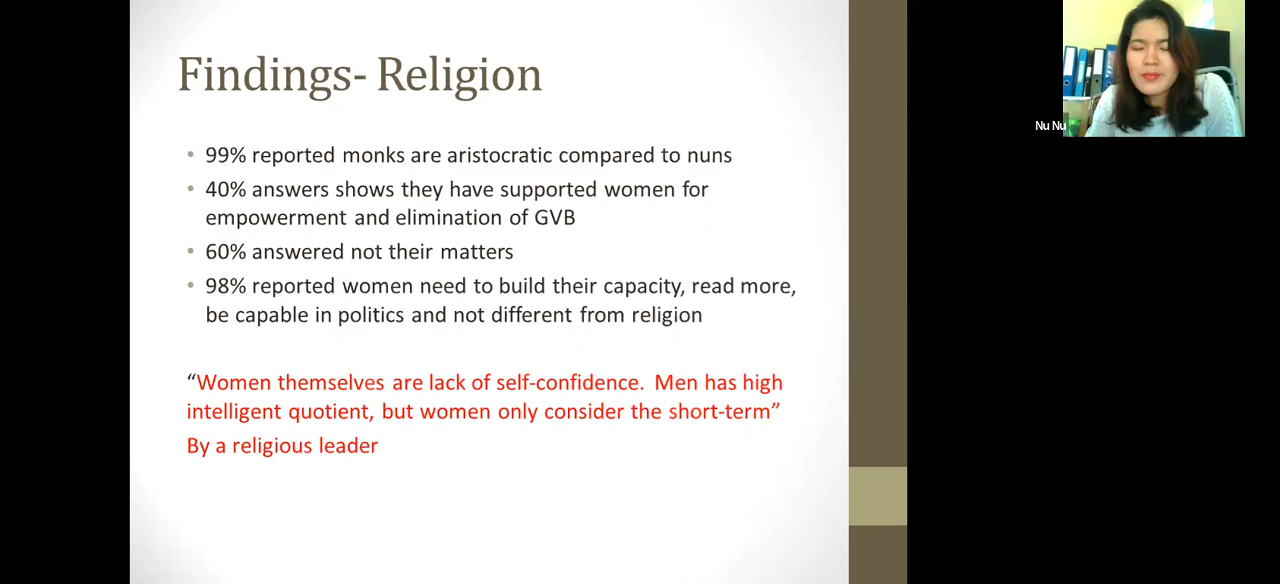 Findings- Religion
Nu Nu
• 99% reported monks are aristocratic compared to nuns
• 40% answers shows they have supported women for
empowerment and elimination of GVB
• 60% answered not their matters
• 98% reported women need to build their capacity, read more,
be capable in politics and not different from religion
“Women themselves are lack of self-confidence.  Men has high
intelligent quotient, but women only consider the short-term”
By a religious leader